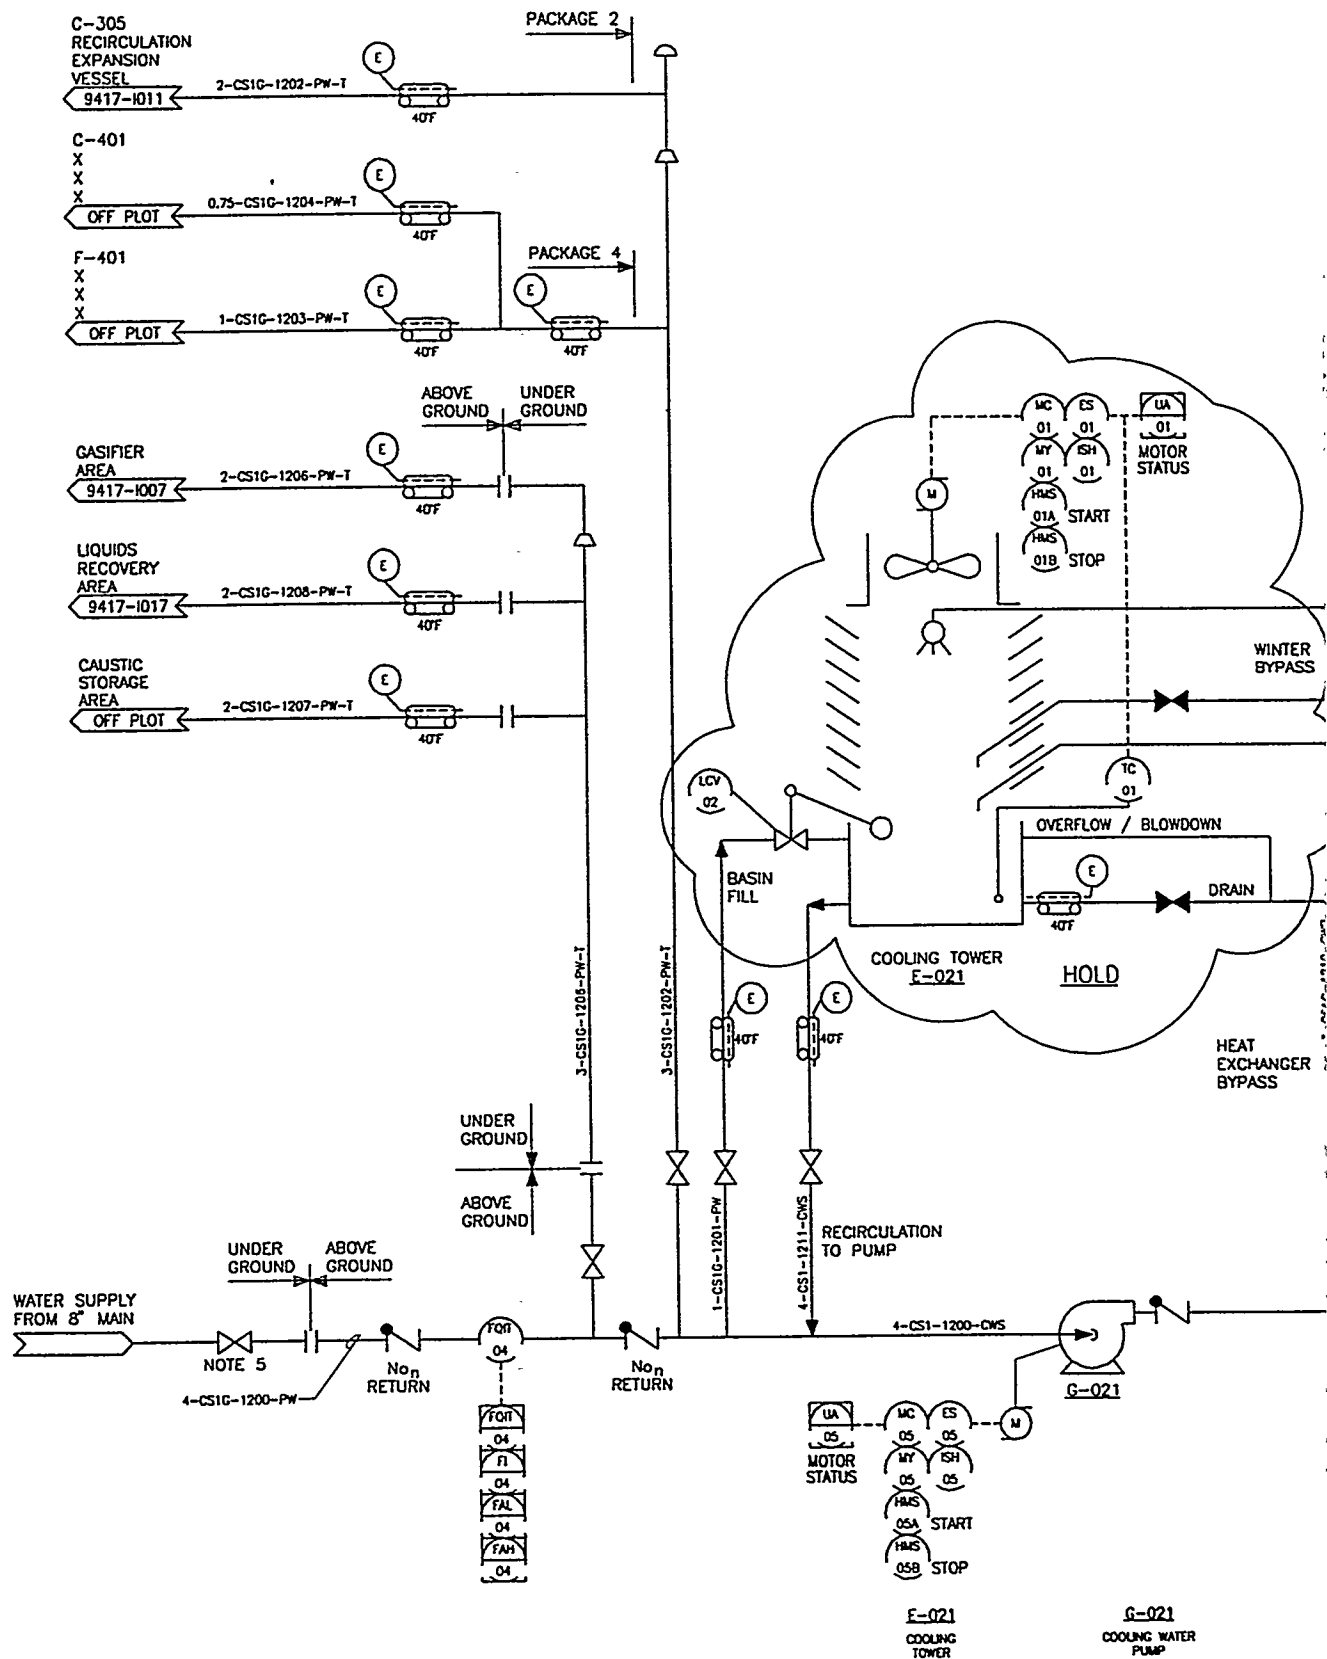 C-305
RECIRCULATION
EXPANSION
VESSEL
9417-1011
2-CS1G-1202-PW-T
E
40°F
PACKAGE 2
C-401
X
X
X
OFF PLOT
0.75-CS1G-1204-PW-T
E
40°F
F-401
X
X
X
OFF PLOT
1-CS1G-1203-PW-T
E
40°F
E
40°F
PACKAGE 4
ABOVE
GROUND
UNDER
GROUND
GASIFIER
AREA
9417-1007
2-CS1G-1206-PW-T
E
40°F
LIQUIDS
RECOVERY
AREA
9417-1017
2-CS1G-1208-PW-T
E
40°F
CAUSTIC
STORAGE
AREA
OFF PLOT
2-CS1G-1207-PW-T
E
40°F
MC
01
ES
01
UA
01
MOTOR
STATUS
MY
01
ISH
01
HMS
01A
START
HMS
01B
STOP
M
WINTER
BYPASS
TC
01
LCV
02
OVERFLOW / BLOWDOWN
BASIN
FILL
E
40°F
DRAIN
COOLING TOWER
E-021
HOLD
E
40°F
E
40°F
HEAT
EXCHANGER
BYPASS
3-CS1G-1206-PW-T
3-CS1G-1202-PW-T
1-CS1G-1201-PW
4-CS1-1211-CWS
UNDER
GROUND
ABOVE
GROUND
RECIRCULATION
TO PUMP
UNDER
GROUND
ABOVE
GROUND
WATER SUPPLY
FROM 8" MAIN
NOTE 5
4-CS1G-1200-PW
Non
RETURN
FQIT
04
Non
RETURN
4-CS1-1200-CWS
G-021
FQIT
04
FI
04
FAL
04
FAH
04
UA
05
MOTOR
STATUS
MC
05
ES
05
M
MY
05
ISH
05
HMS
05A
START
HMS
05B
STOP
E-021
COOLING
TOWER
G-021
COOLING WATER
PUMP